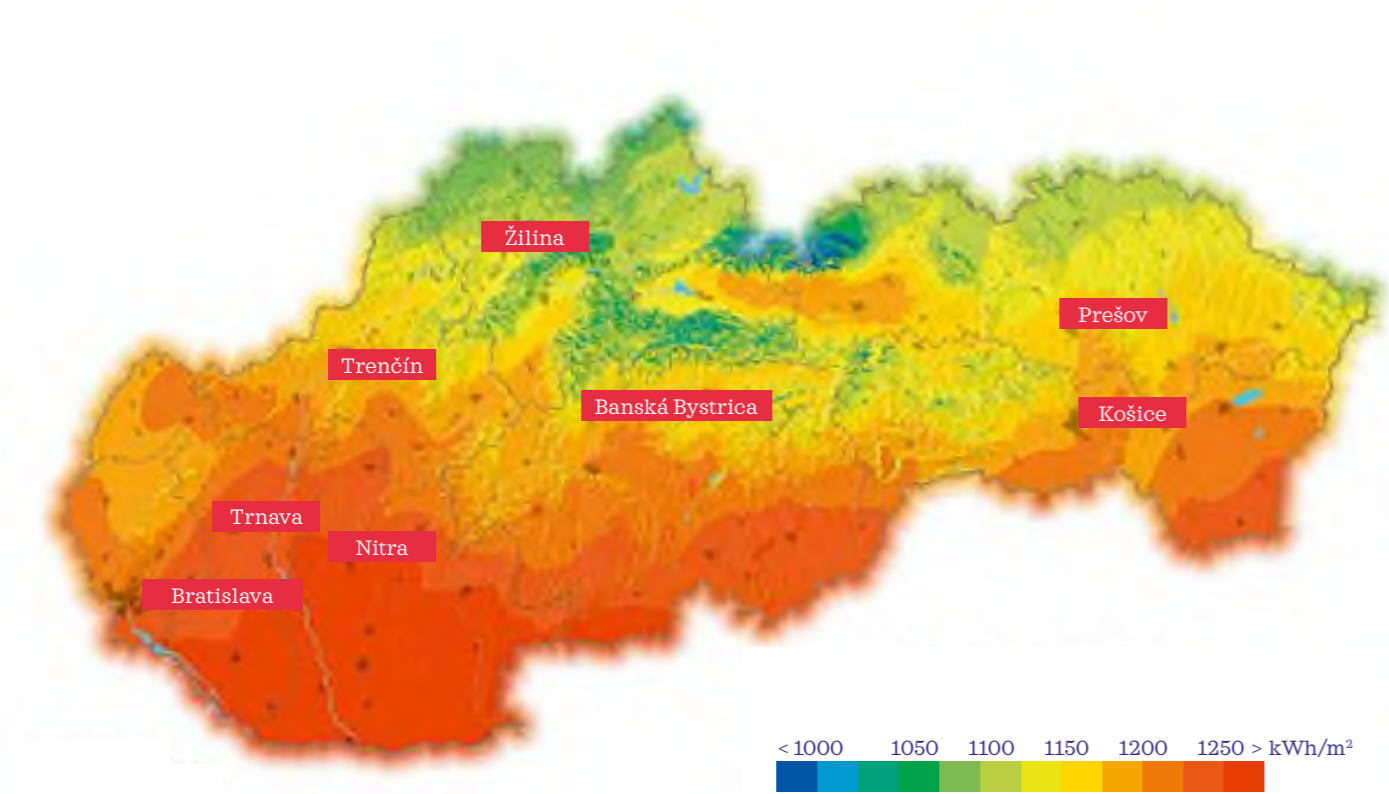 Žilina
Prešov
Trenčín
Banská Bystrica
Košice
Trnava
Nitra
Bratislava
< 1000 1050 1100 1150 1200 1250 > kWh/m²